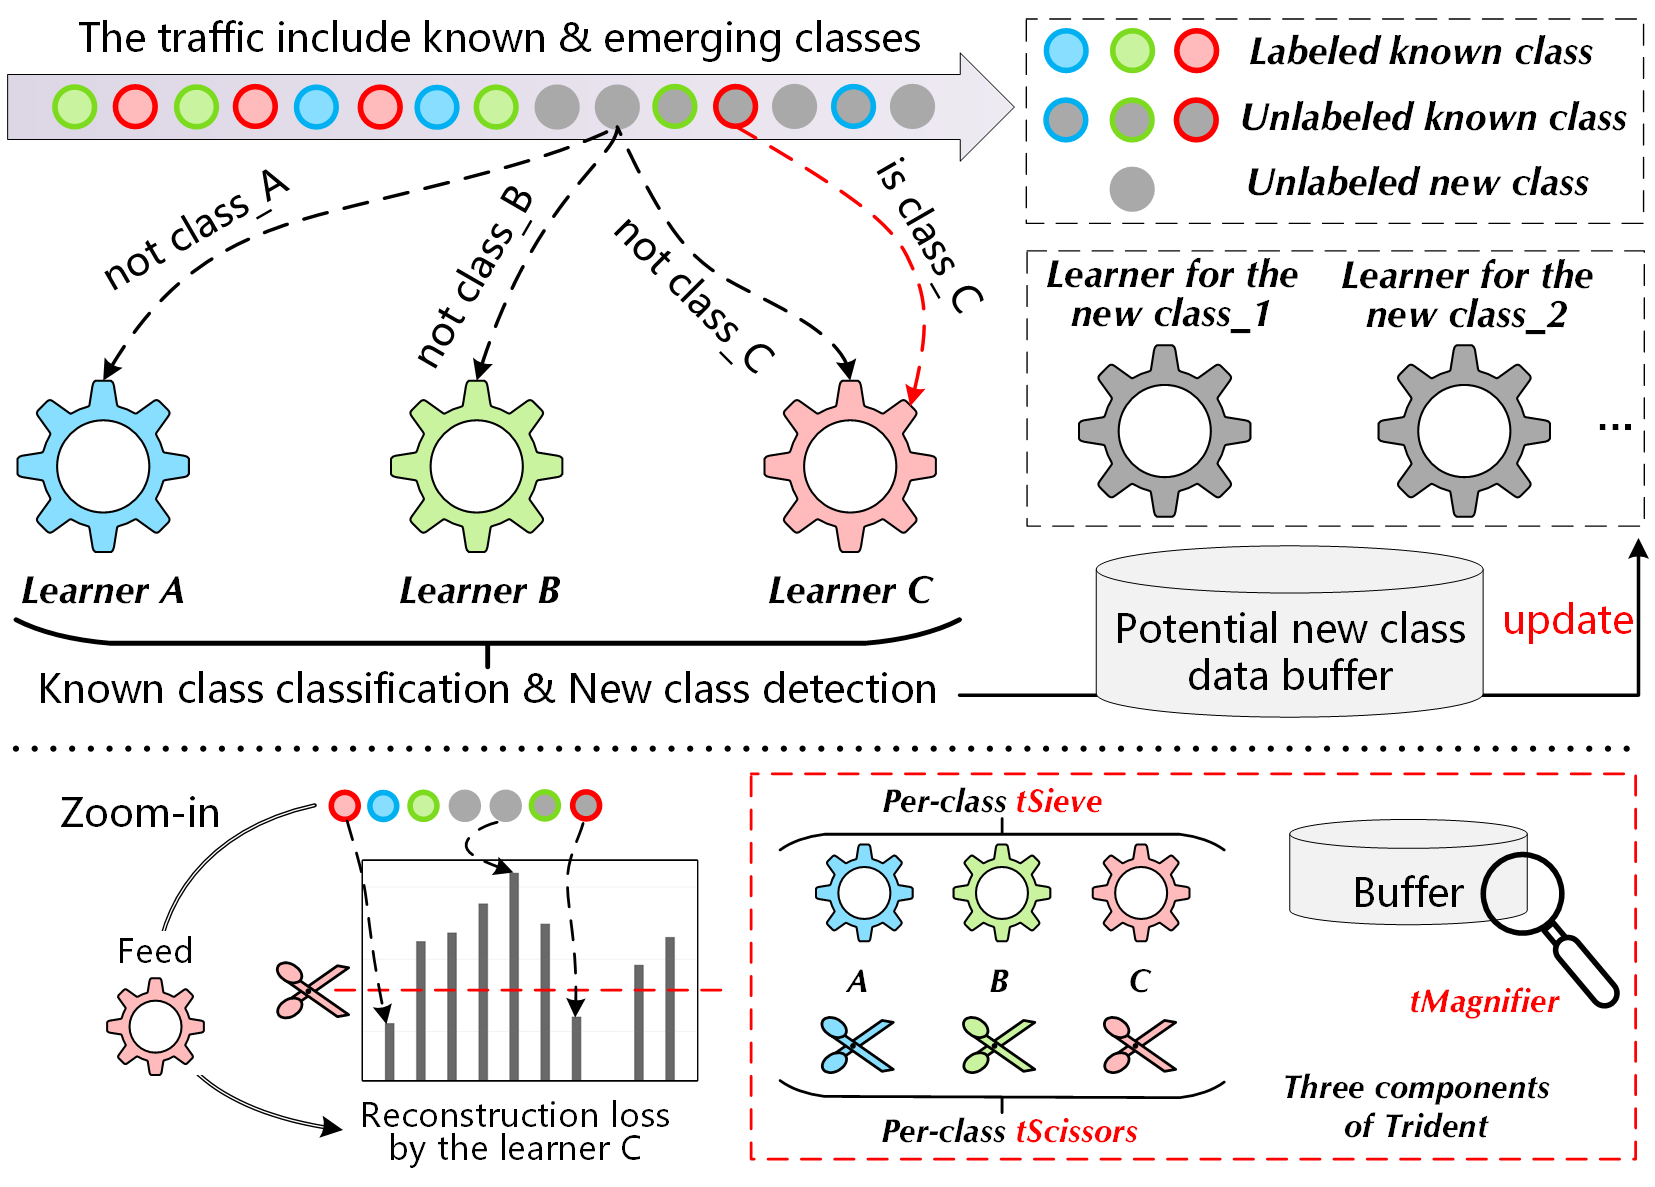 The traffic include known & emerging classes
Labeled known class
Unlabeled known class
Unlabeled new class
not class_A
not class_B
not class_C
is class_C
Learner for the
new class_1
Learner for the
new class_2
...
Learner A
Learner B
Learner C
Known class classification & New class detection
Potential new class
data buffer
update
Zoom-in
Feed
Reconstruction loss
by the learner C
Per-class tSieve
A
B
C
Per-class tScissors
Buffer
tMagnifier
Three components
of Trident